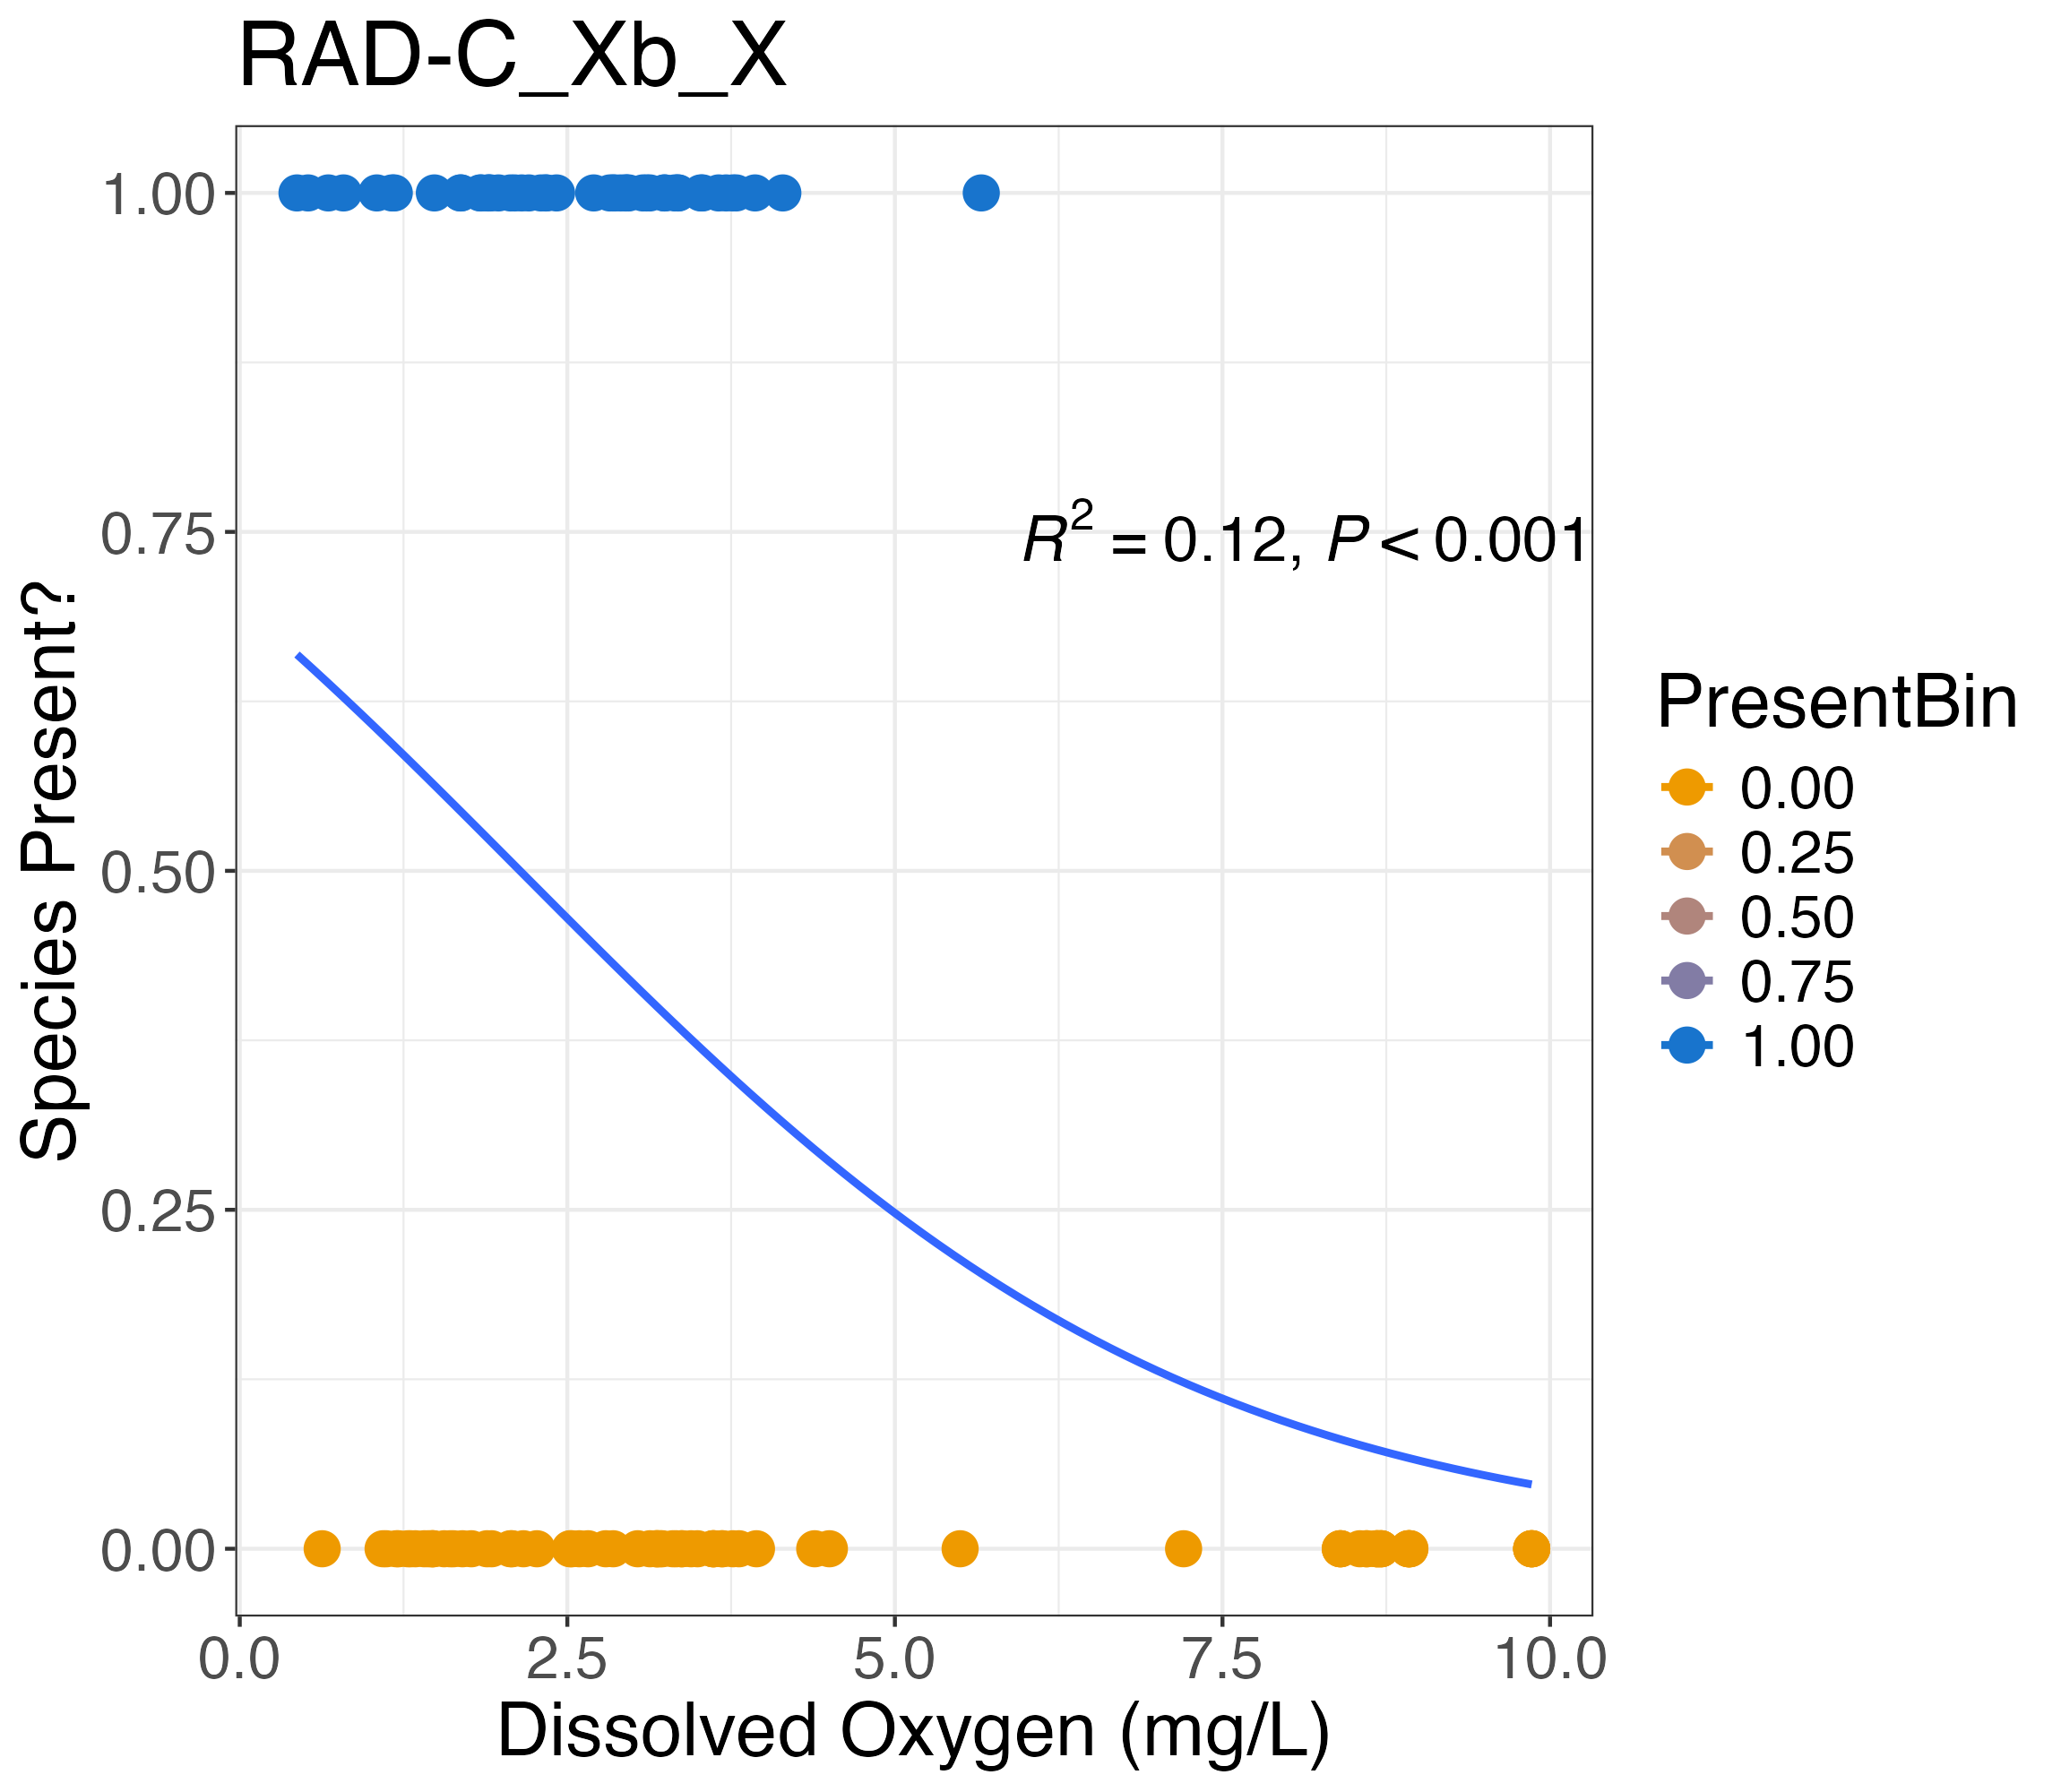 RAD-C_Xb_X
1.00
0.75
0.50
0.25
0.00
Species Present?
R² = 0.12, P < 0.001
0.0 2.5 5.0 7.5 10.0
Dissolved Oxygen (mg/L)
PresentBin
0.00
0.25
0.50
0.75
1.00